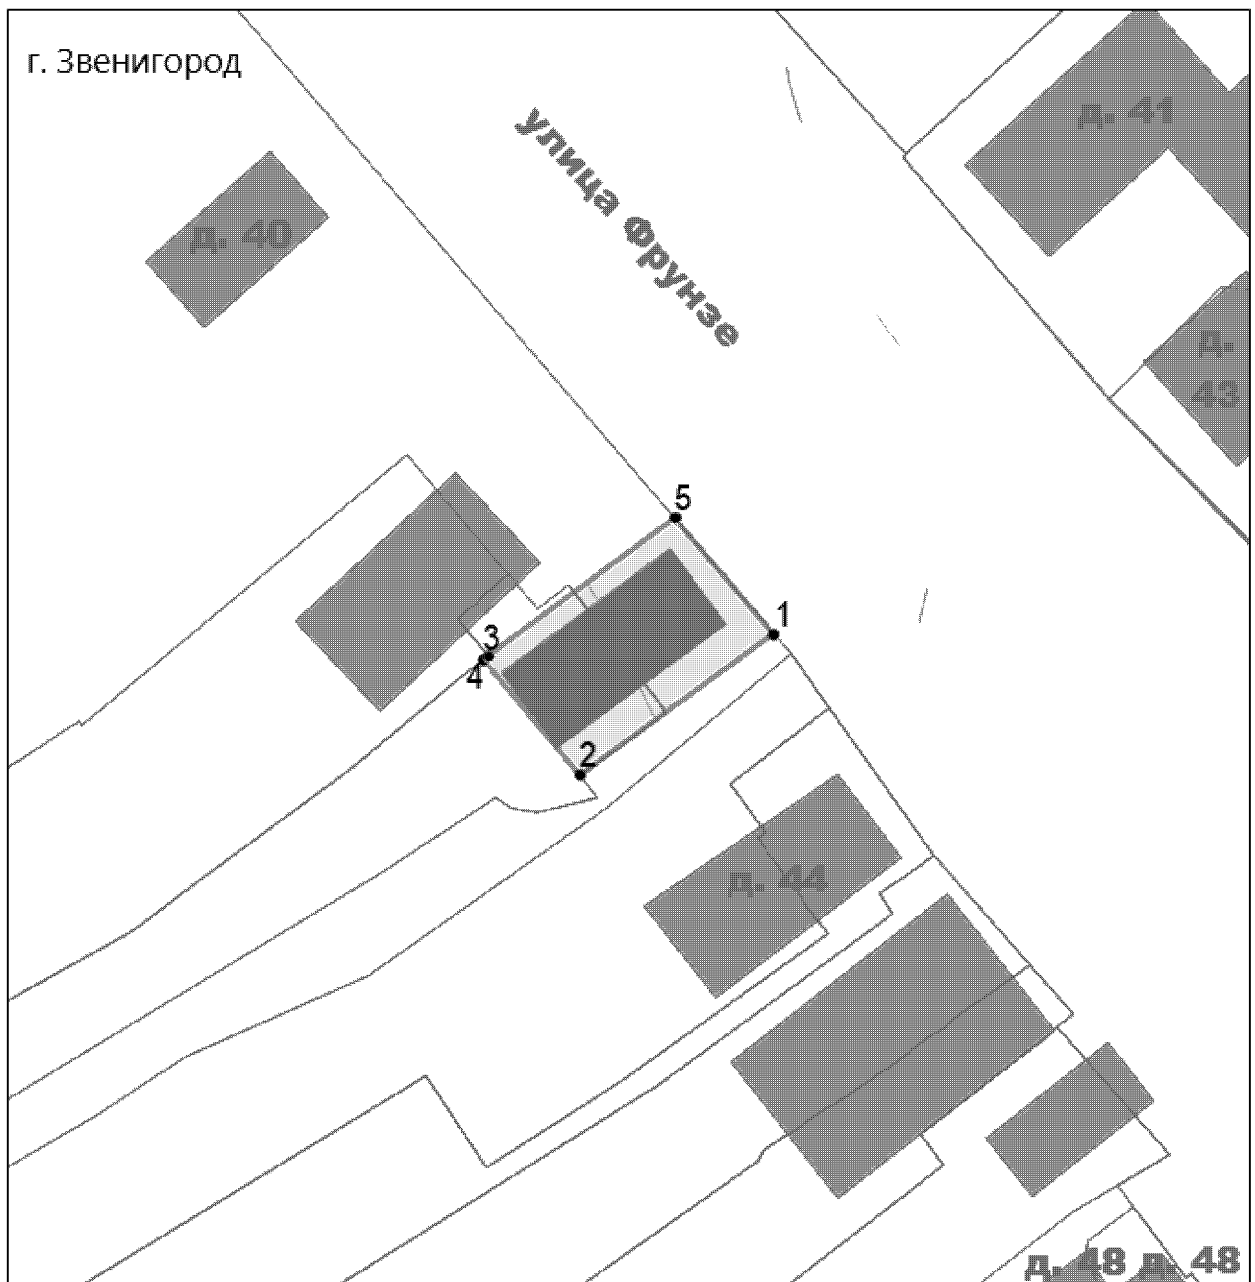 г. Звенигород
улица Фрунзе
д. 41
д. 40
д.
43
5
1
3
4
2
д. 44
д. 48 д. 48